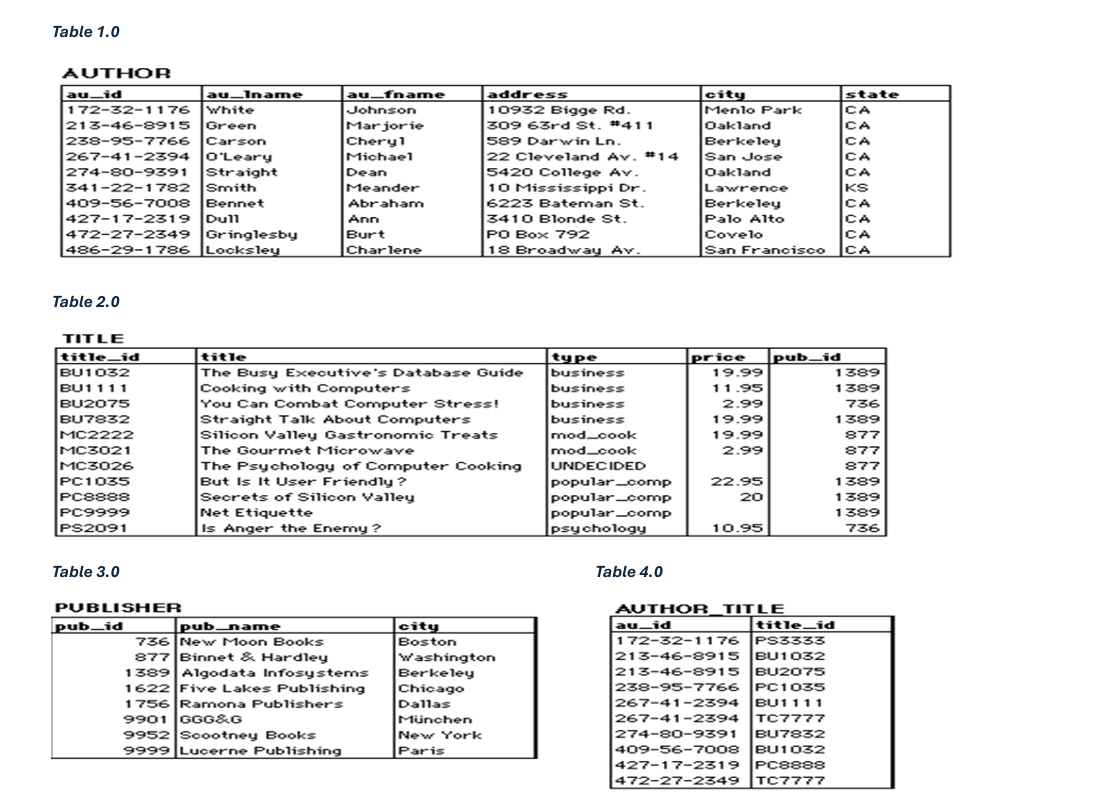 Table 1.0
AUTHOR
au_id au_lname au_fname address city state
172-32-1176 White Johnson 10932 Bigge Rd. Menlo Park CA
213-46-8915 Green Marjorie 309 63rd St. #411 Oakland CA
238-95-7766 Carson Cheryl 589 Darwin Ln. Berkeley CA
267-41-2394 O'Leary Michael 22 Cleveland Av. #14 San Jose CA
274-80-9391 Straight Dean 5420 College Av. Oakland CA
341-22-1782 Smith Meander 10 Mississippi Dr. Lawrence KS
409-56-7008 Bennet Abraham 6223 Bateman St. Berkeley CA
427-17-2319 Dull Ann 3410 Blonde St. Palo Alto CA
472-27-2349 Gringlesby Burt PO Box 792 Covelo CA
486-29-1786 Locksley Charlene 18 Broadway Av. San Francisco CA
Table 2.0
TITLE
title_id title type price pub_id
BU1032 The Busy Executive's Database Guide business 19.99 1389
BU1111 Cooking with Computers business 11.95 1389
BU2075 You Can Combat Computer Stress! business 2.99 736
BU7832 Straight Talk About Computers business 19.99 1389
MC2222 Silicon Valley Gastronomic Treats mod_cook 19.99 877
MC3021 The Gourmet Microwave mod_cook 2.99 877
MC3026 The Psychology of Computer Cooking UNDECIDED 877
PC1035 But Is It User Friendly? popular_comp 22.95 1389
PC8888 Secrets of Silicon Valley popular_comp 20 1389
PC9999 Net Etiquette popular_comp 1389
PS2091 Is Anger the Enemy? psychology 10.95 736
Table 3.0
PUBLISHER
pub_id pub_name city
736 New Moon Books Boston
877 Binnet & Hardley Washington
1389 Algodata Infosystems Berkeley
1622 Five Lakes Publishing Chicago
1756 Ramona Publishers Dallas
9901 GGG&G München
9952 Scootney Books New York
9999 Lucerne Publishing Paris
Table 4.0
AUTHOR_TITLE
au_id title_id
172-32-1176 PS3333
213-46-8915 BU1032
213-46-8915 BU2075
238-95-7766 PC1035
267-41-2394 BU1111
267-41-2394 TC7777
274-80-9391 BU7832
409-56-7008 BU1032
427-17-2319 PC8888
472-27-2349 TC7777